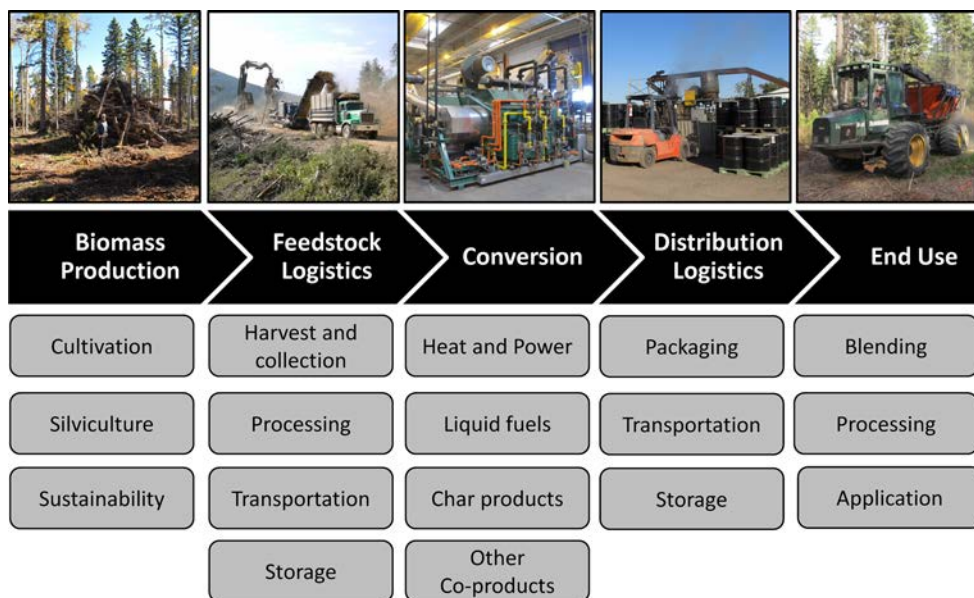 Biomass
Production
Feedstock
Logistics
Conversion
Distribution
Logistics
End Use
Cultivation
Harvest and
collection
Heat and Power
Packaging
Blending
Silviculture
Processing
Liquid fuels
Transportation
Processing
Sustainability
Transportation
Char products
Storage
Application
Storage
Other
Co-products